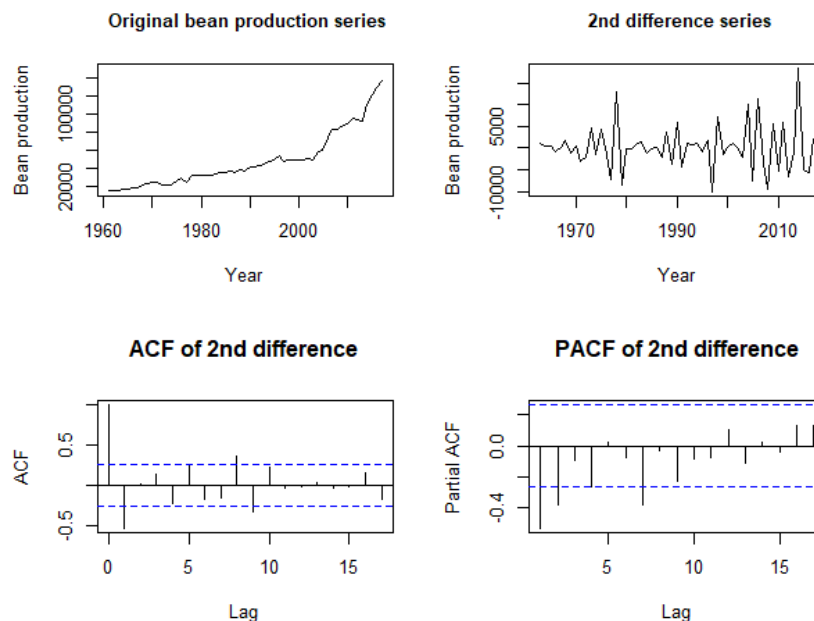 Original bean production series
Bean production
20000
100000
1960
1980
2000
Year
2nd difference series
Bean production
-10000
5000
1970
1990
2010
Year
ACF of 2nd difference
ACF
-0.5
0.5
0
5
10
15
Lag
PACF of 2nd difference
Partial ACF
-0.4
0.0
5
10
15
Lag